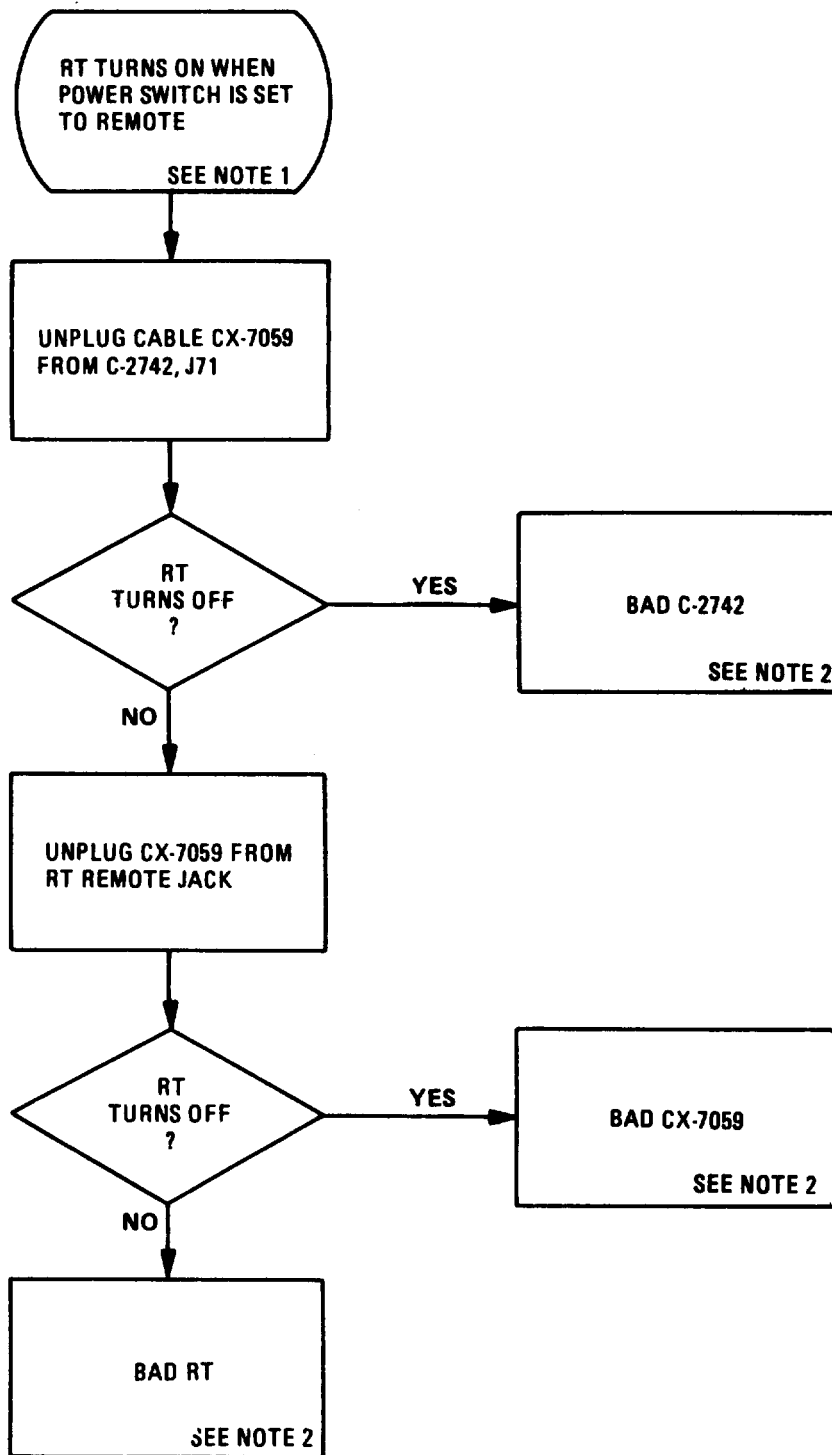 RT TURNS ON WHEN
POWER SWITCH IS SET
TO REMOTE
SEE NOTE 1
UNPLUG CABLE CX-7059
FROM C-2742, J71
RT
TURNS OFF
?
YES
BAD C-2742
SEE NOTE 2
NO
UNPLUG CX-7059 FROM
RT REMOTE JACK
RT
TURNS OFF
?
YES
BAD CX-7059
SEE NOTE 2
NO
BAD RT
SEE NOTE 2